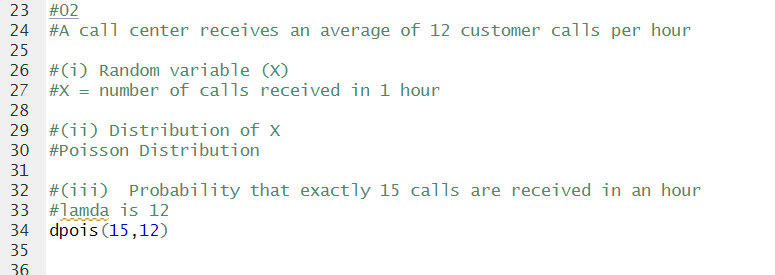 23 #02
24 #A call center receives an average of 12 customer calls per hour
25
26 #(i) Random variable (X)
27 #X = number of calls received in 1 hour
28
29 #(ii) Distribution of X
30 #Poisson Distribution
31
32 #(iii)  Probability that exactly 15 calls are received in an hour
33 #lamda is 12
34 dpois(15,12)
35
36